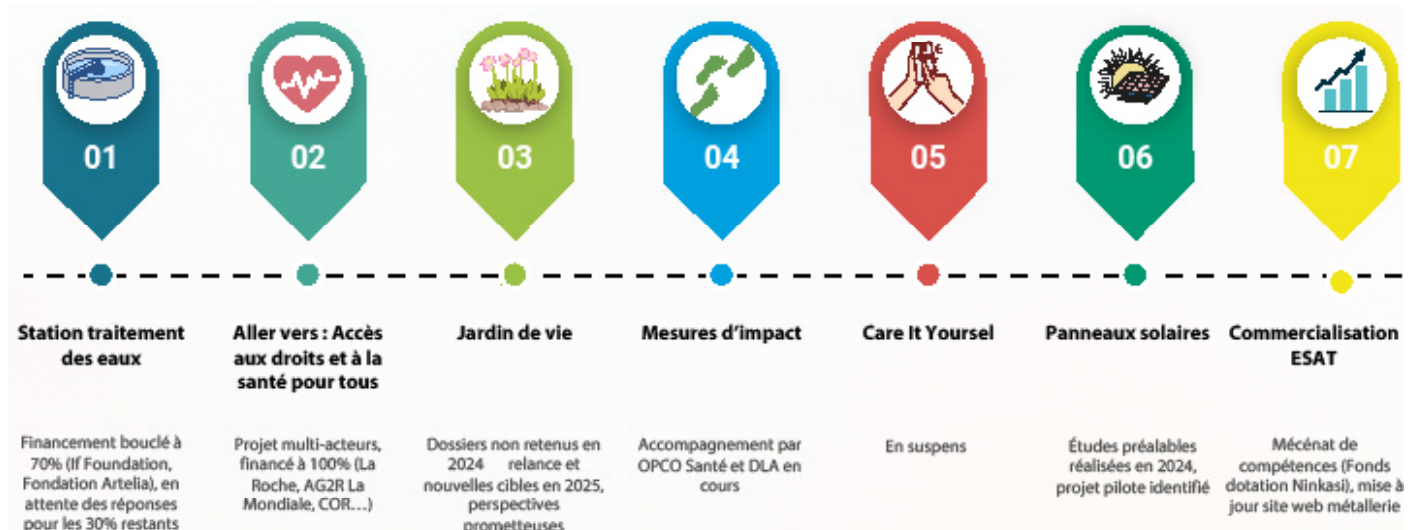 01
02
03
04
05
06
07
Station traitement
des eaux
Aller vers : Accès
aux droits et à la
santé pour tous
Jardin de vie
Mesures d'impact
Care It Yoursel
Panneaux solaires
Commercialisation
ESAT
Financement bouclé à
70% (If Foundation,
Fondation Artelia), en
attente des réponses
pour les 30% restants
Projet multi-acteurs,
financé à 100% (La
Roche, AG2R La
Mondiale, COR...)
Dossiers non retenus en
2024 relance et
nouvelles cibles en 2025,
perspectives
prometteuses
Accompagnement par
OPCO Santé et DLA en
cours
En suspens
Études préalables
réalisées en 2024,
projet pilote identifié
Mécénat de
compétences (Fonds
dotation Ninkasi), mise à
jour site web métallerie